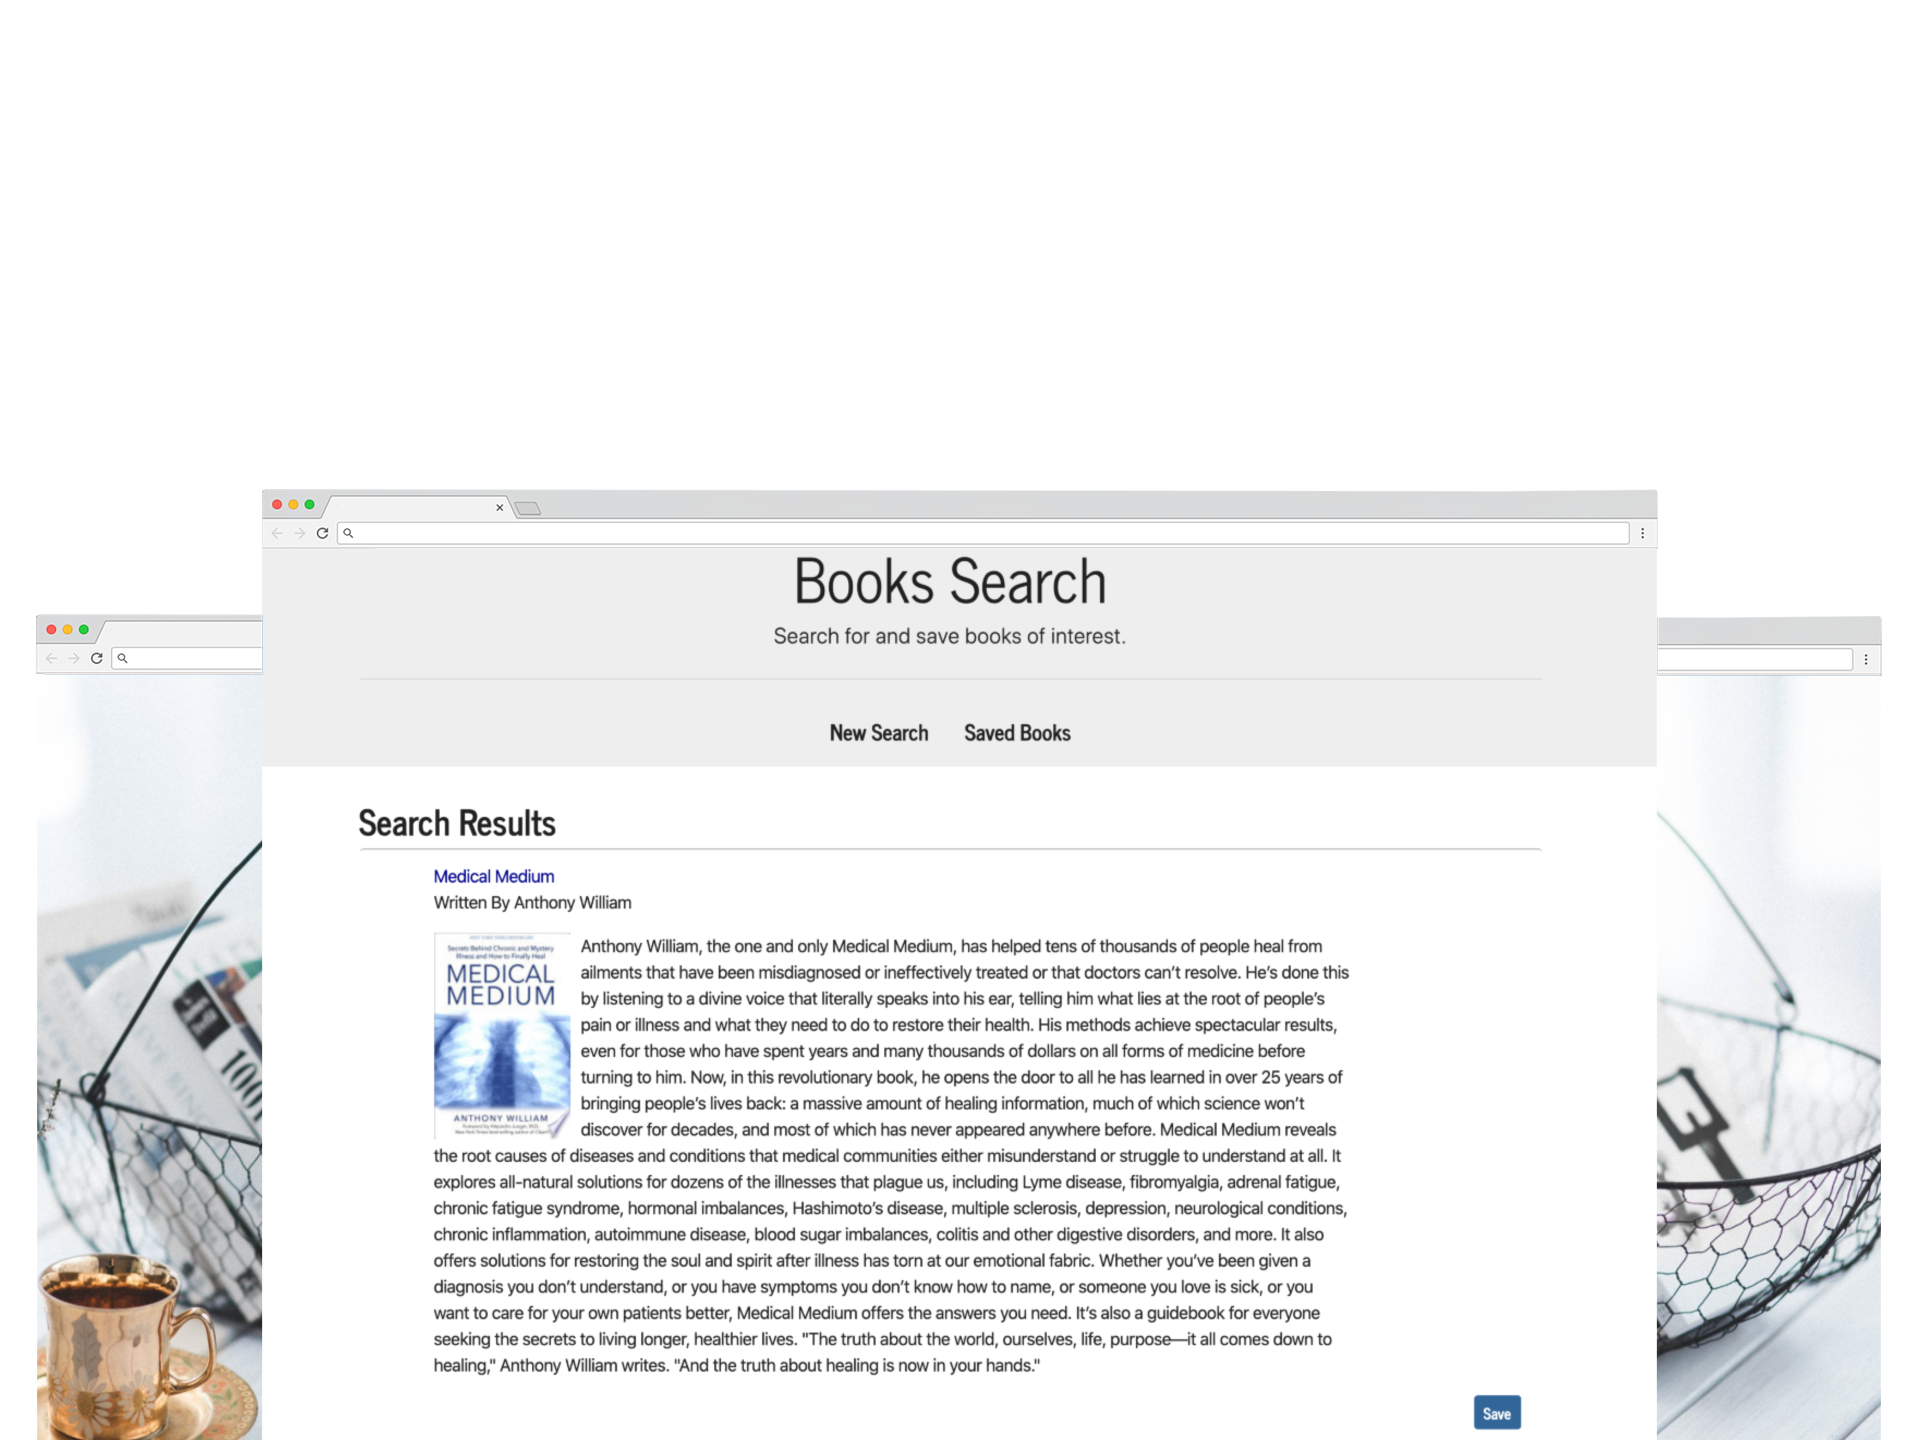 Books Search
Search for and save books of interest.
New Search Saved Books
Search Results
Medical Medium
Written By Anthony William
Secrets Behind Chronic and Mystery
Illness and How to Finally Heal
MEDICAL
MEDIUM
ANTHONY WILLIAM
Anthony William, the one and only Medical Medium, has helped tens of thousands of people heal from
ailments that have been misdiagnosed or ineffectively treated or that doctors can’t resolve. He’s done this
by listening to a divine voice that literally speaks into his ear, telling him what lies at the root of people’s
pain or illness and what they need to do to restore their health. His methods achieve spectacular results,
even for those who have spent years and many thousands of dollars on all forms of medicine before
turning to him. Now, in this revolutionary book, he opens the door to all he has learned in over 25 years of
bringing people’s lives back: a massive amount of healing information, much of which science won’t
discover for decades, and most of which has never appeared anywhere before. Medical Medium reveals
the root causes of diseases and conditions that medical communities either misunderstand or struggle to understand at all. It
explores all-natural solutions for dozens of the illnesses that plague us, including Lyme disease, fibromyalgia, adrenal fatigue,
chronic fatigue syndrome, hormonal imbalances, Hashimoto’s disease, multiple sclerosis, depression, neurological conditions,
chronic inflammation, autoimmune disease, blood sugar imbalances, colitis and other digestive disorders, and more. It also
offers solutions for restoring the soul and spirit after illness has torn at our emotional fabric. Whether you’ve been given a
diagnosis you don’t understand, or you have symptoms you don’t know how to name, or someone you love is sick, or you
want to care for your own patients better, Medical Medium offers the answers you need. It’s also a guidebook for everyone
seeking the secrets to living longer, healthier lives. "The truth about the world, ourselves, life, purpose—it all comes down to
healing," Anthony William writes. "And the truth about healing is now in your hands."
Save
100